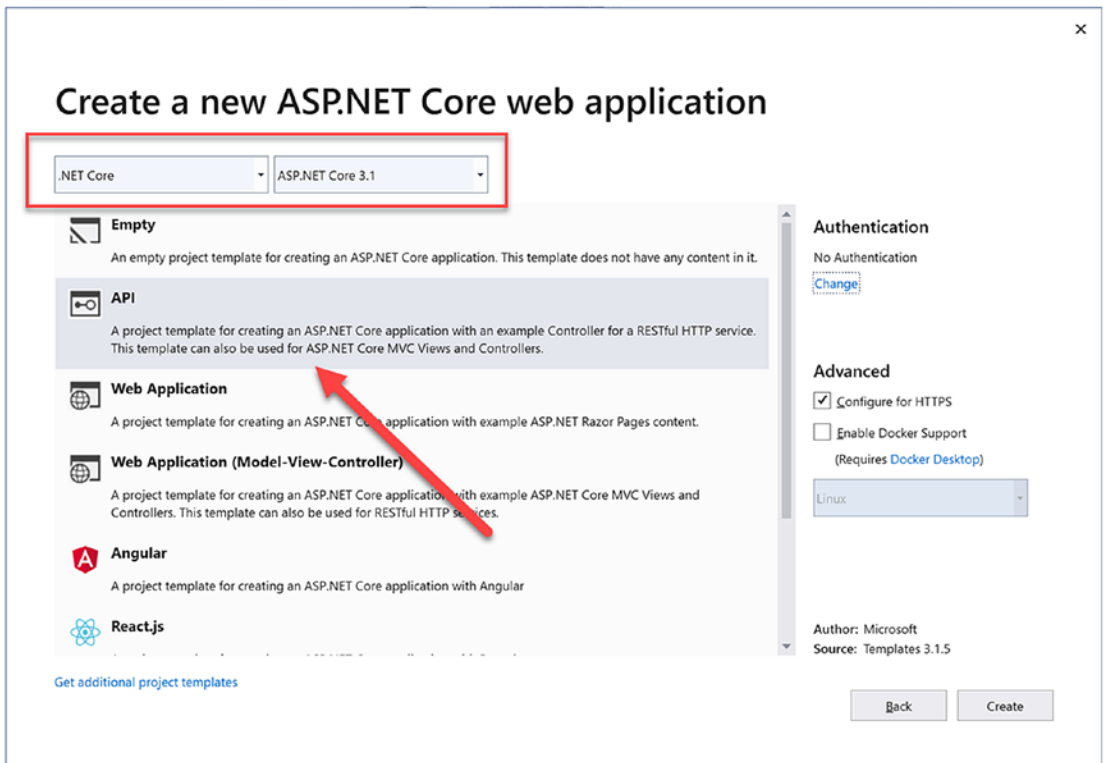 Create a new ASP.NET Core web application
.NET Core
ASP.NET Core 3.1
Empty
An empty project template for creating an ASP.NET Core application. This template does not have any content in it.
API
A project template for creating an ASP.NET Core application with an example Controller for a RESTful HTTP service.
This template can also be used for ASP.NET Core MVC Views and Controllers.
Web Application
A project template for creating an ASP.NET Core application with example ASP.NET Razor Pages content.
Web Application (Model-View-Controller)
A project template for creating an ASP.NET Core application with example ASP.NET Core MVC Views and
Controllers. This template can also be used for RESTful HTTP services.
Angular
A project template for creating an ASP.NET Core application with Angular
React.js
Get additional project templates
Authentication
No Authentication
Change
Advanced
Configure for HTTPS
Enable Docker Support
(Requires Docker Desktop)
Linux
Author: Microsoft
Source: Templates 3.1.5
Back
Create